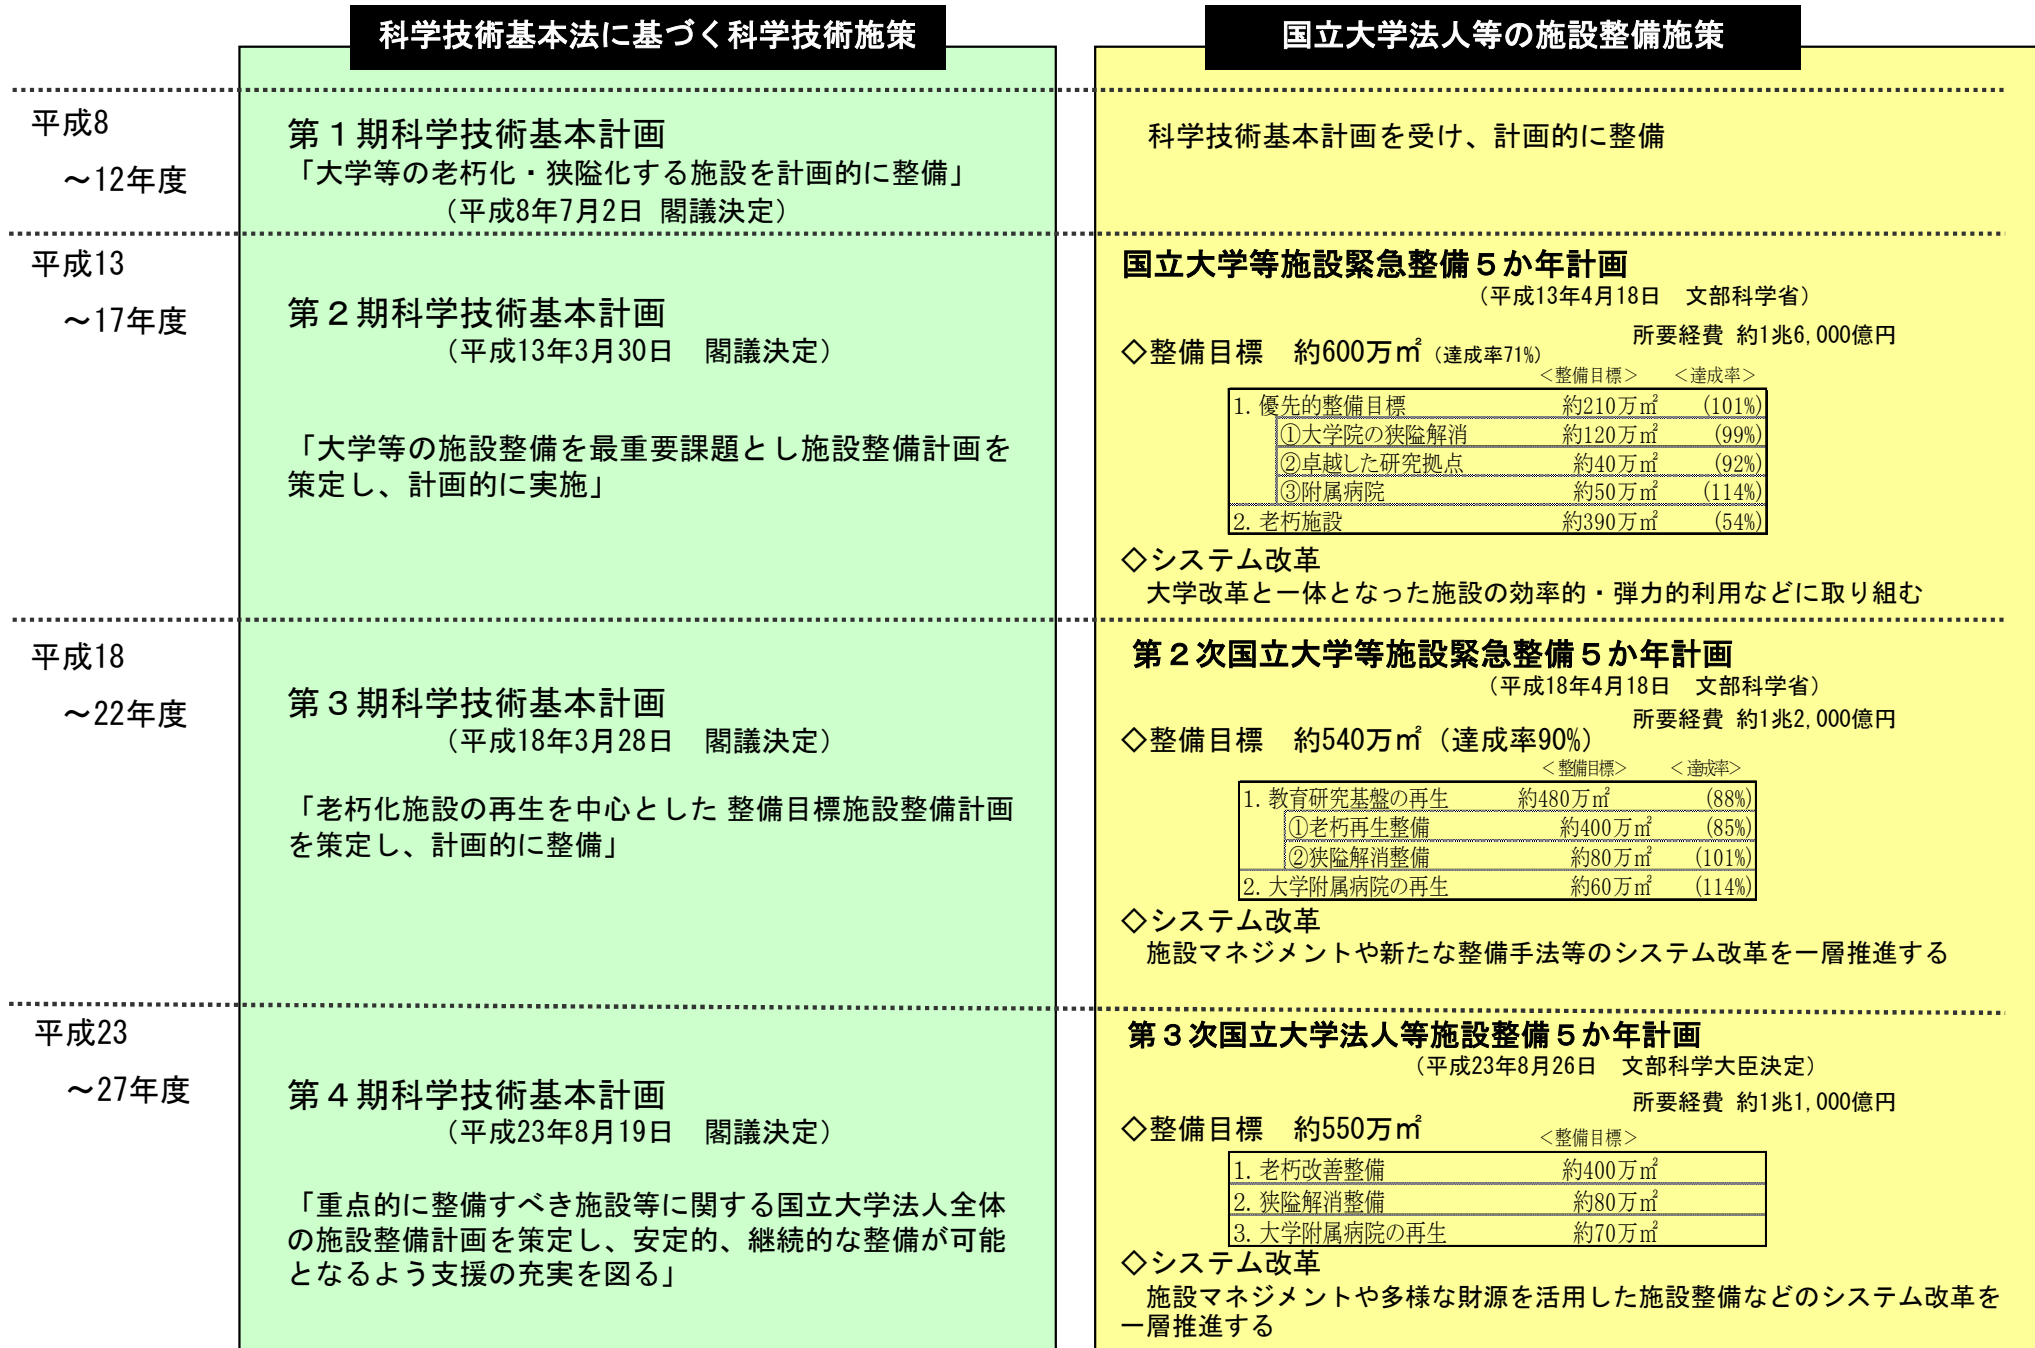 科学技術基本法に基づく科学技術施策
国立大学法人等の施設整備施策
平成8
～12年度
第１期科学技術基本計画
「大学等の老朽化・狭隘化する施設を計画的に整備」
（平成8年7月2日 閣議決定）
科学技術基本計画を受け、計画的に整備
平成13
～17年度
第２期科学技術基本計画
（平成13年3月30日　閣議決定）
「大学等の施設整備を最重要課題とし施設整備計画を
策定し、計画的に実施」
国立大学等施設緊急整備５か年計画
（平成13年4月18日　文部科学省）
所要経費 約1兆6,000億円
◇整備目標　約600万㎡（達成率71%）
＜整備目標＞　＜達成率＞
1. 優先的整備目標　約210万㎡　(101%)
①大学院の狭隘解消　約120万㎡　(99%)
②卓越した研究拠点　約40万㎡　(92%)
③附属病院　約50万㎡　(114%)
2. 老朽施設　約390万㎡　(54%)
◇システム改革
大学改革と一体となった施設の効率的・弾力的利用などに取り組む
平成18
～22年度
第３期科学技術基本計画
（平成18年3月28日　閣議決定）
「老朽化施設の再生を中心とした 整備目標施設整備計画
を策定し、計画的に整備」
第２次国立大学等施設緊急整備５か年計画
（平成18年4月18日　文部科学省）
所要経費 約1兆2,000億円
◇整備目標　約540万㎡（達成率90%）
＜整備目標＞　＜達成率＞
1. 教育研究基盤の再生　約480万㎡　(88%)
①老朽再生整備　約400万㎡　(85%)
②狭隘解消整備　約80万㎡　(101%)
2. 大学附属病院の再生　約60万㎡　(114%)
◇システム改革
施設マネジメントや新たな整備手法等のシステム改革を一層推進する
平成23
～27年度
第４期科学技術基本計画
（平成23年8月19日　閣議決定）
「重点的に整備すべき施設等に関する国立大学法人全体
の施設整備計画を策定し、安定的、継続的な整備が可能
となるよう支援の充実を図る」
第３次国立大学法人等施設整備５か年計画
（平成23年8月26日　文部科学大臣決定）
所要経費 約1兆1,000億円
◇整備目標　約550万㎡
＜整備目標＞
1. 老朽改善整備　約400万㎡
2. 狭隘解消整備　約80万㎡
3. 大学附属病院の再生　約70万㎡
◇システム改革
施設マネジメントや多様な財源を活用した施設整備などのシステム改革を
一層推進する